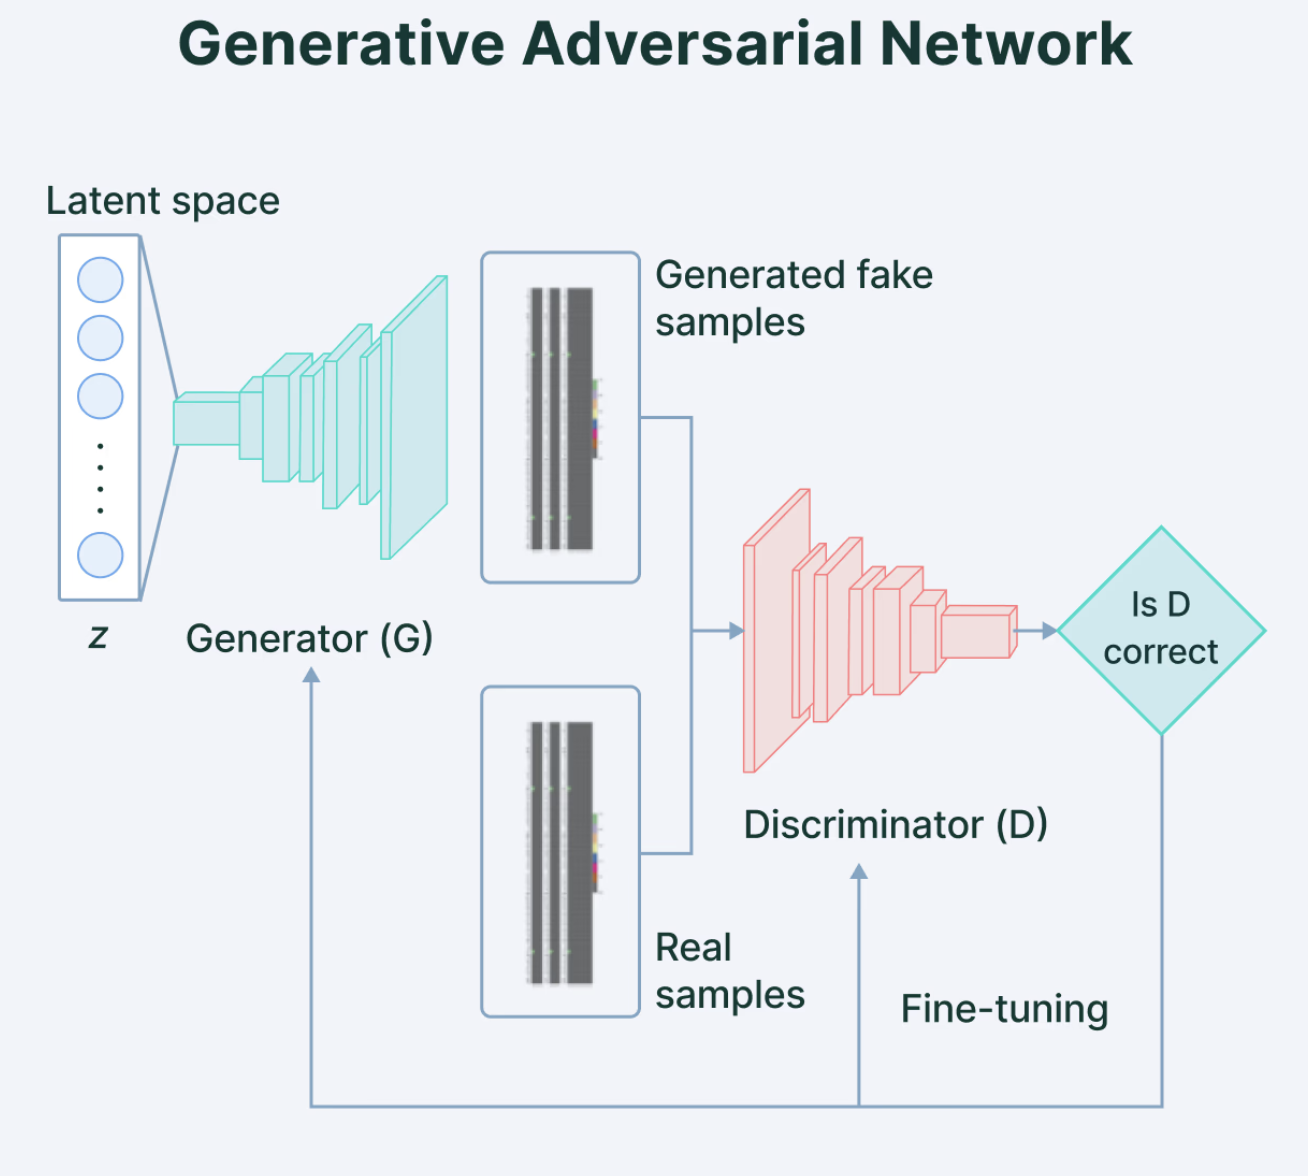 Generative Adversarial Network
Latent space
z
Generator (G)
Generated fake
samples
Real
samples
Discriminator (D)
Is D
correct
Fine-tuning